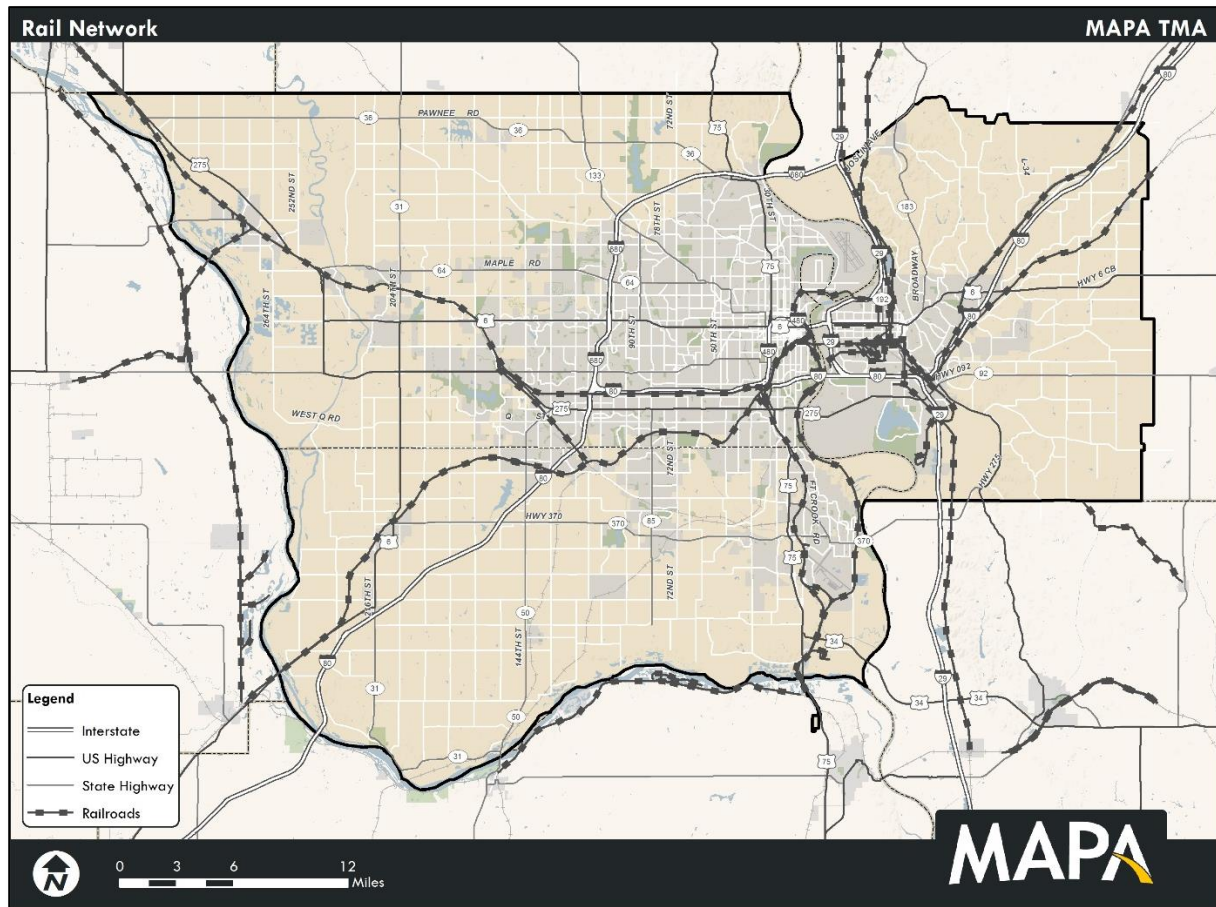 Rail Network
MAPA TMA
80
29
36
PAWNEE RD
36
72ND ST
75
JOSLIN AVE
36
L-34
275
252ND ST
133
680
31
183
78TH ST
30TH ST
680
29
80
64
MAPLE RD
204TH ST
64
75
BROADWAY
HWY 6 CB
6
264TH ST
192
6
90TH ST
50TH ST
6
480
80
29
680
480
80
80
80
HWY 092
92
WEST Q RD
275
Q ST
275
29
72ND ST
80
75
HWY 275
FT CROOK RD
HWY 370
370
85
370
6
75
216TH ST
72ND ST
50
144TH ST
34
80
29
31
34
34
50
31
75
Legend
Interstate
US Highway
State Highway
Railroads
N
0 3 6 12
Miles
MAPA